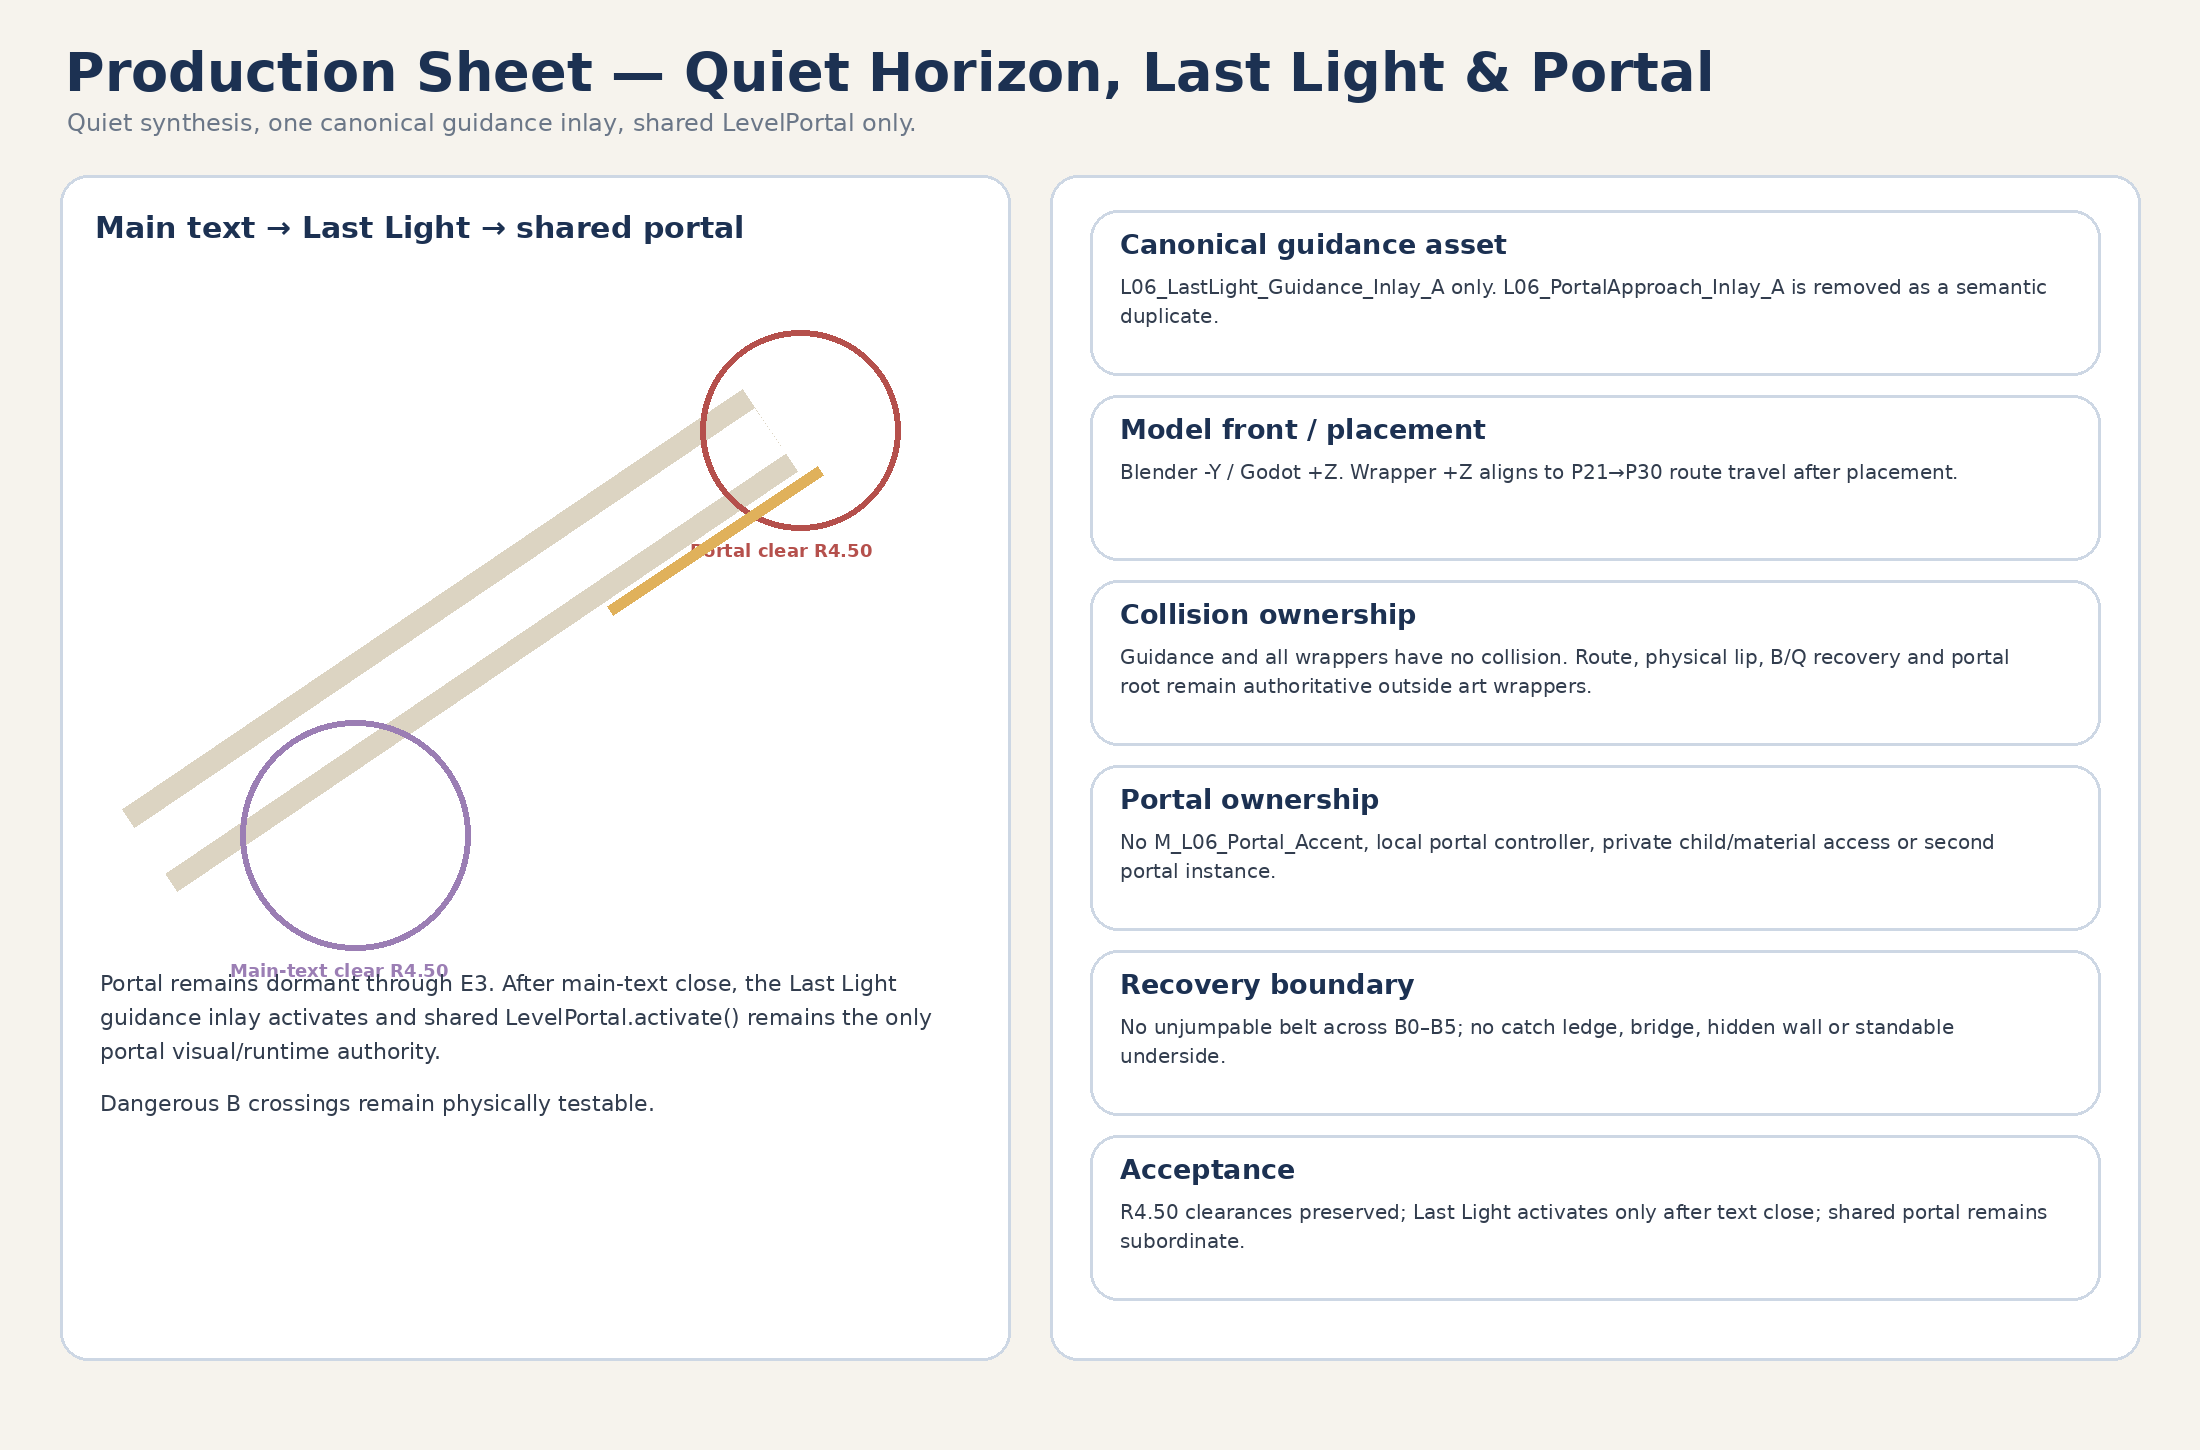 Production Sheet — Quiet Horizon, Last Light & Portal
Quiet synthesis, one canonical guidance inlay, shared LevelPortal only.
Main text → Last Light → shared portal
Portal clear R4.50
Main-text clear R4.50
Portal remains dormant through E3. After main-text close, the Last Light
guidance inlay activates and shared LevelPortal.activate() remains the only
portal visual/runtime authority.
Dangerous B crossings remain physically testable.
Canonical guidance asset
L06_LastLight_Guidance_Inlay_A only. L06_PortalApproach_Inlay_A is removed as a semantic
duplicate.
Model front / placement
Blender -Y / Godot +Z. Wrapper +Z aligns to P21→P30 route travel after placement.
Collision ownership
Guidance and all wrappers have no collision. Route, physical lip, B/Q recovery and portal
root remain authoritative outside art wrappers.
Portal ownership
No M_L06_Portal_Accent, local portal controller, private child/material access or second
portal instance.
Recovery boundary
No unjumpable belt across B0–B5; no catch ledge, bridge, hidden wall or standable
underside.
Acceptance
R4.50 clearances preserved; Last Light activates only after text close; shared portal remains
subordinate.